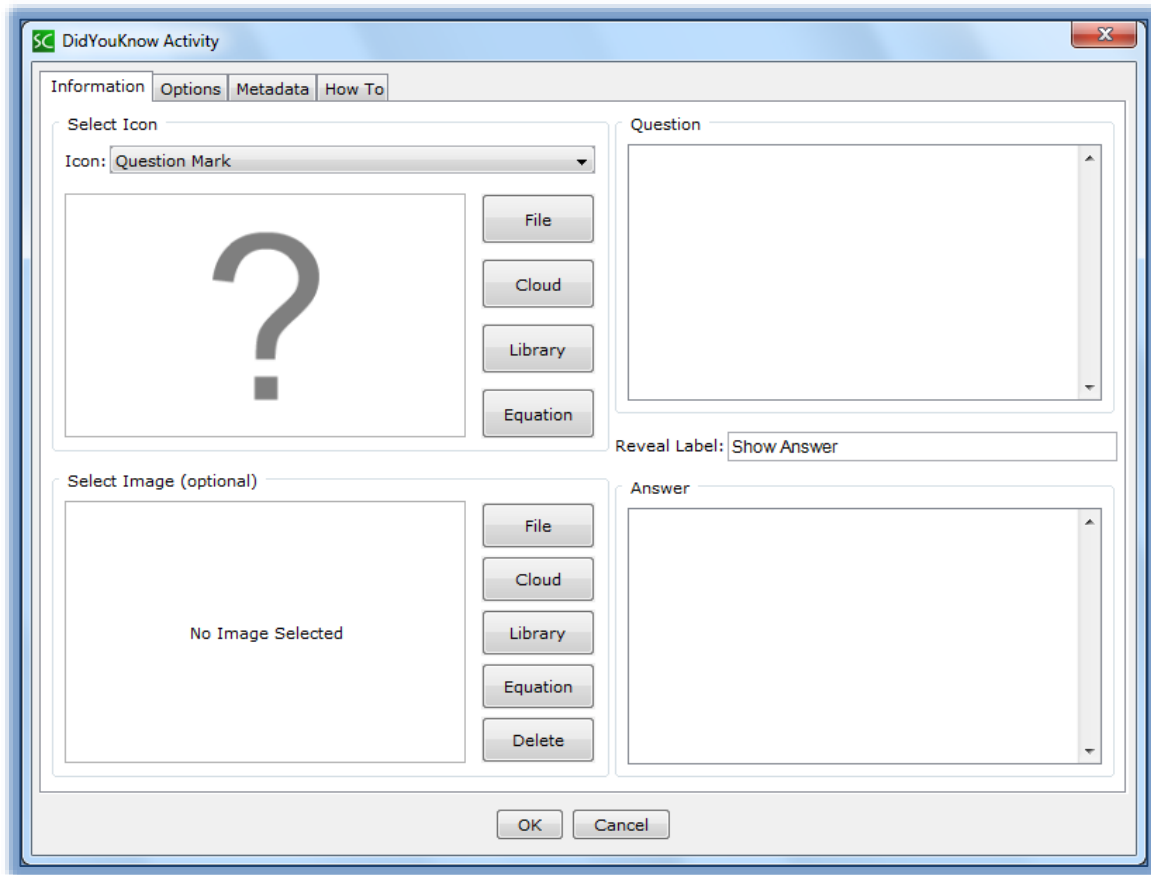 SC DidYouKnow Activity
X
Information Options Metadata How To
Select Icon
Icon: Question Mark
?
File
Cloud
Library
Equation
Select Image (optional)
No Image Selected
File
Cloud
Library
Equation
Delete
Question
Reveal Label: Show Answer
Answer
OK Cancel